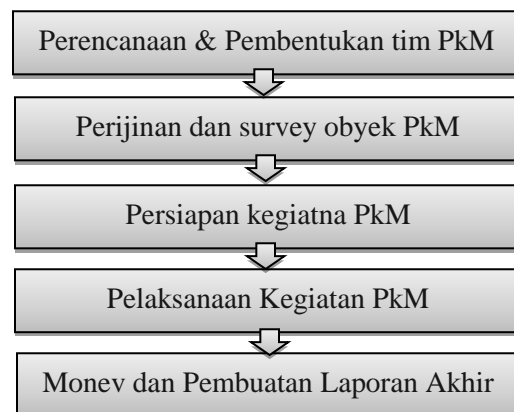 Perencanaan & Pembentukan tim PkM
Perijinan dan survey obyek PkM
Persiapan kegiatna PkM
Pelaksanaan Kegiatan PkM
Monev dan Pembuatan Laporan Akhir